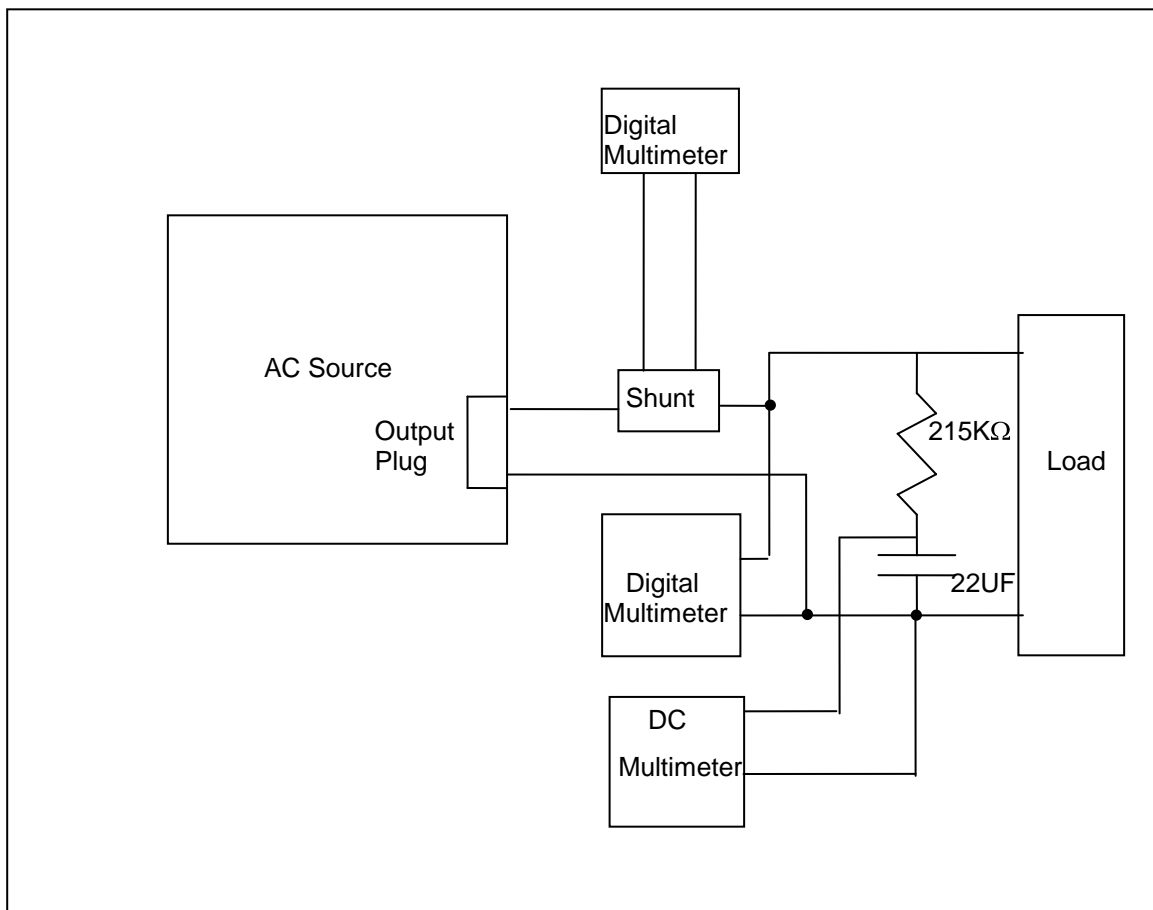 Digital
Multimeter
AC Source
Output
Plug
Shunt
215KΩ
Load
Digital
Multimeter
22UF
DC
Multimeter